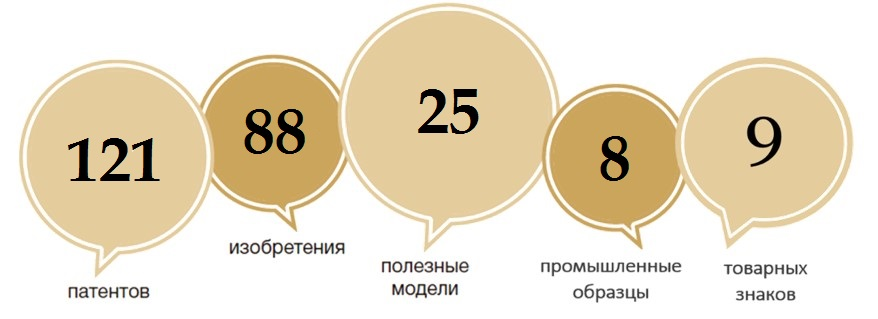 121
патентов
88
изобретения
25
полезные
модели
8
промышленные
образцы
9
товарных
знаков